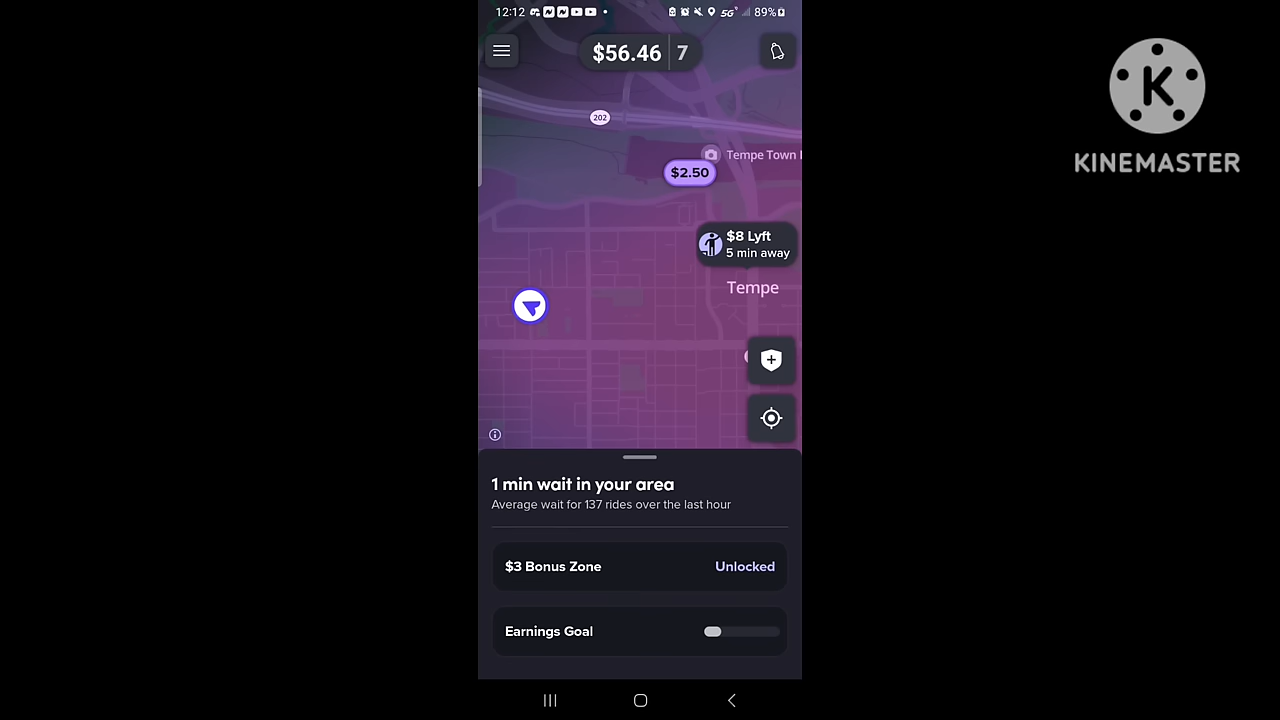 12:12
5G
89%
$56.46 7
202
Tempe Town
$2.50
$8 Lyft
5 min away
Tempe
1 min wait in your area
Average wait for 137 rides over the last hour
$3 Bonus Zone Unlocked
Earnings Goal
K
KINEMASTER